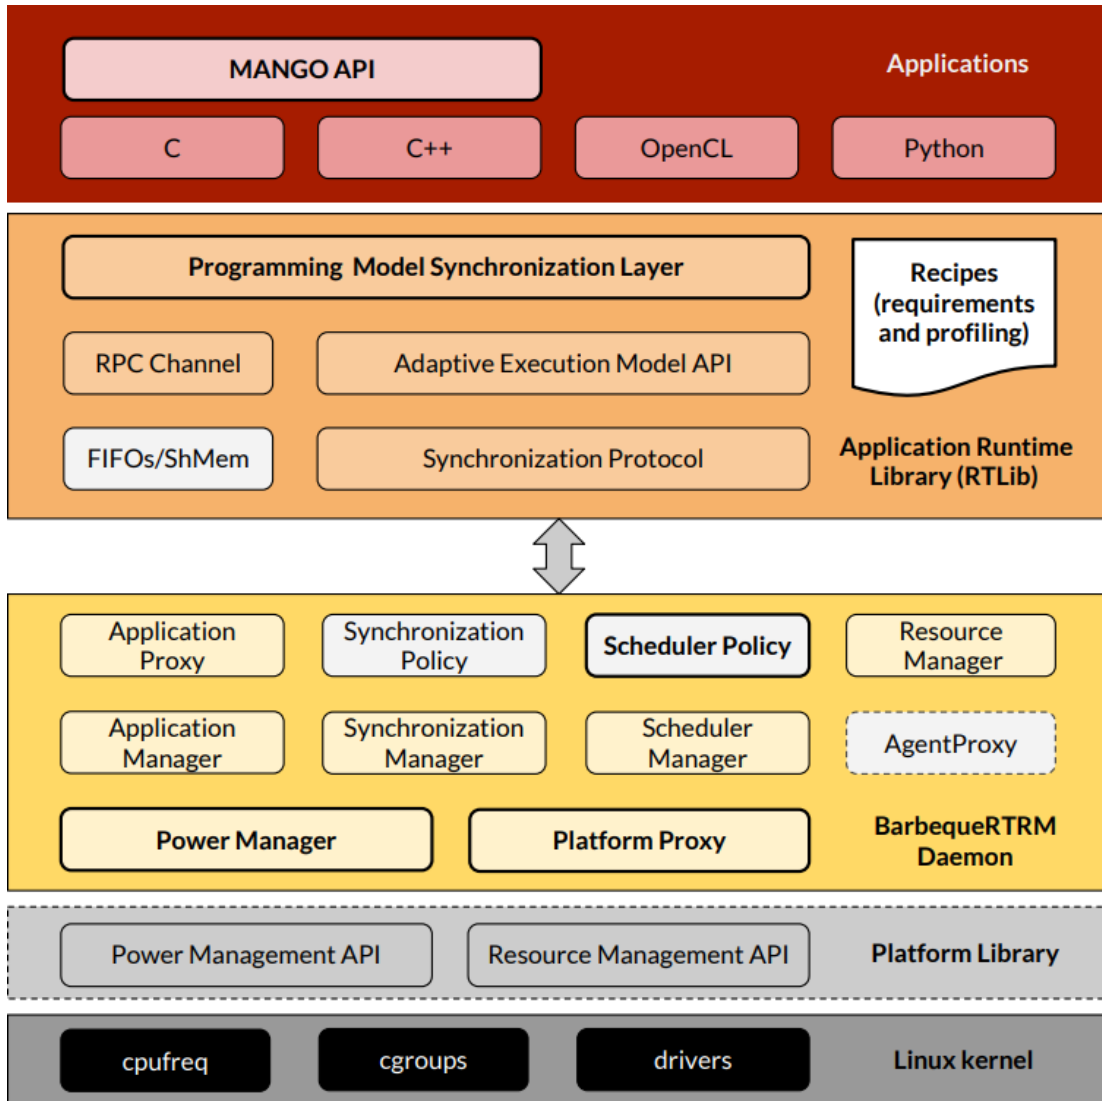 MANGO API
Applications
C
C++
OpenCL
Python
Programming Model Synchronization Layer
Recipes
(requirements
and profiling)
RPC Channel
Adaptive Execution Model API
FIFOs/ShMem
Synchronization Protocol
Application Runtime
Library (RTLib)
Application
Proxy
Synchronization
Policy
Scheduler Policy
Resource
Manager
Application
Manager
Synchronization
Manager
Scheduler
Manager
AgentProxy
Power Manager
Platform Proxy
BarbequeRTRM
Daemon
Power Management API
Resource Management API
Platform Library
cpufreq
cgroups
drivers
Linux kernel